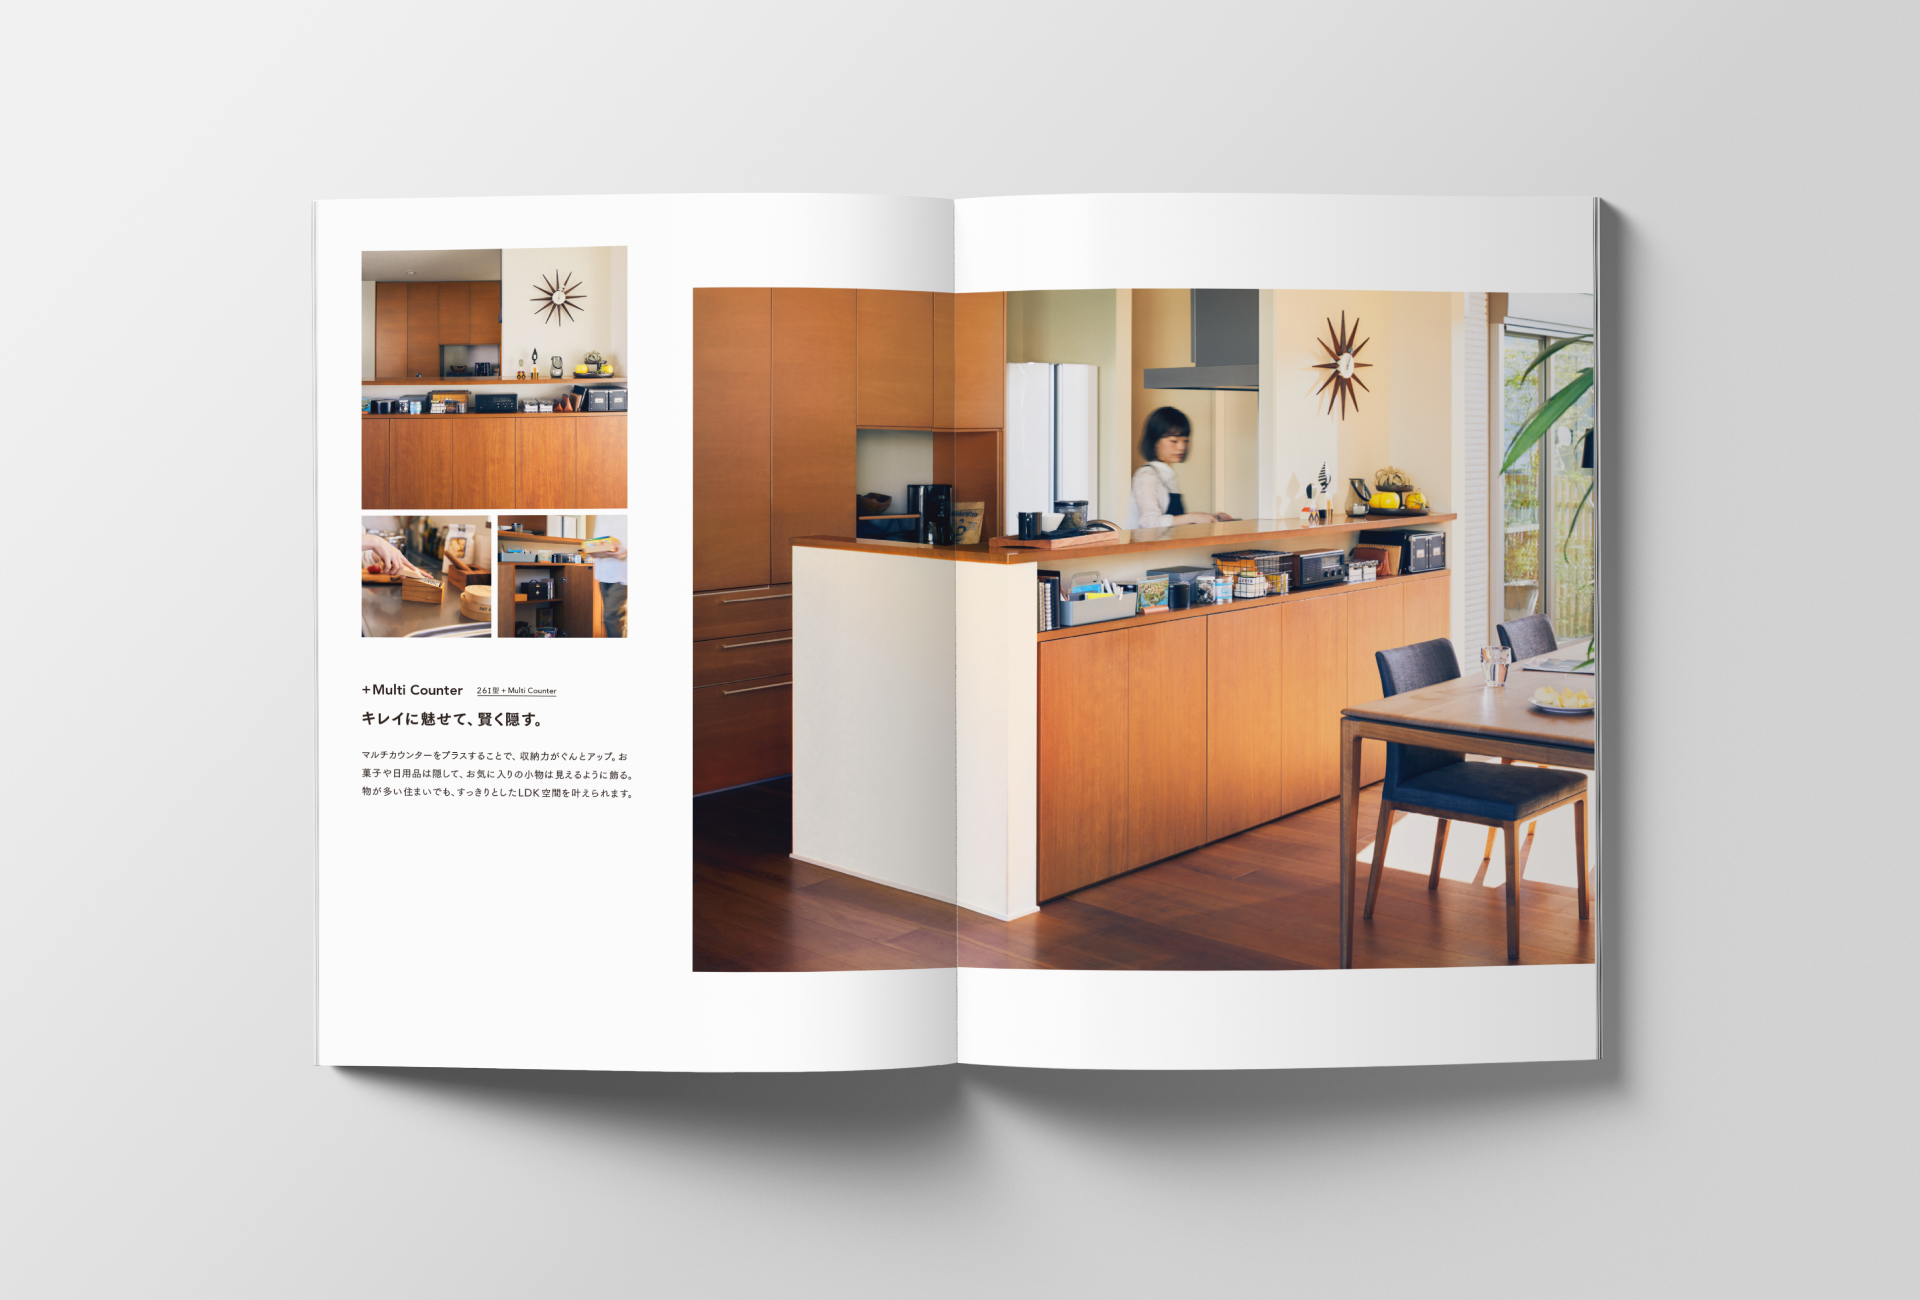 +Multi Counter 261型 + Multi Counter
キレイに魅せて、賢く隠す。
マルチカウンターをプラスすることで、収納力がぐんとアップ。お
菓子や日用品は隠して、お気に入りの小物は見えるように飾る。
物が多い住まいでも、すっきりとしたLDK空間を叶えられます。